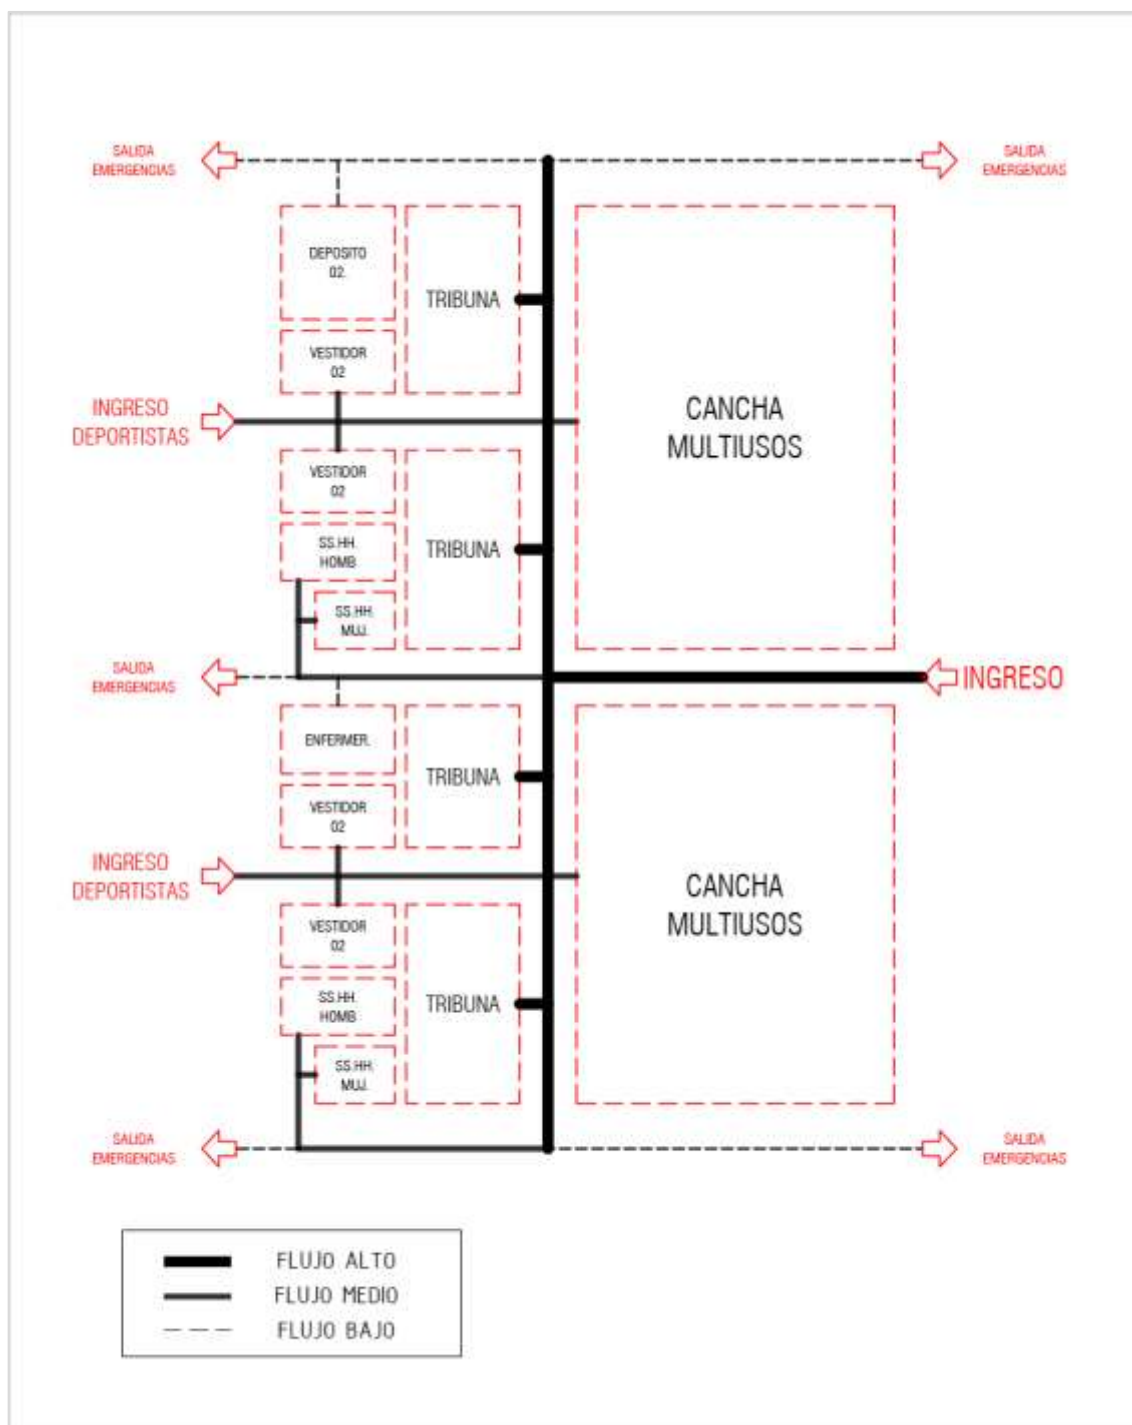 SALIDA
EMERGENCIAS
SALIDA
EMERGENCIAS
DEPOSITO
02
TRIBUNA
VESTIDOR
02
INGRESO
DEPORTISTAS
CANCHA
MULTIUSOS
VESTIDOR
02
SS.HH.
HOMB.
TRIBUNA
SS.HH.
MUJ.
SALIDA
EMERGENCIAS
INGRESO
ENFERMER.
TRIBUNA
VESTIDOR
02
INGRESO
DEPORTISTAS
CANCHA
MULTIUSOS
VESTIDOR
02
SS.HH.
HOMB.
TRIBUNA
SS.HH.
MUJ.
SALIDA
EMERGENCIAS
SALIDA
EMERGENCIAS
FLUJO ALTO
FLUJO MEDIO
FLUJO BAJO